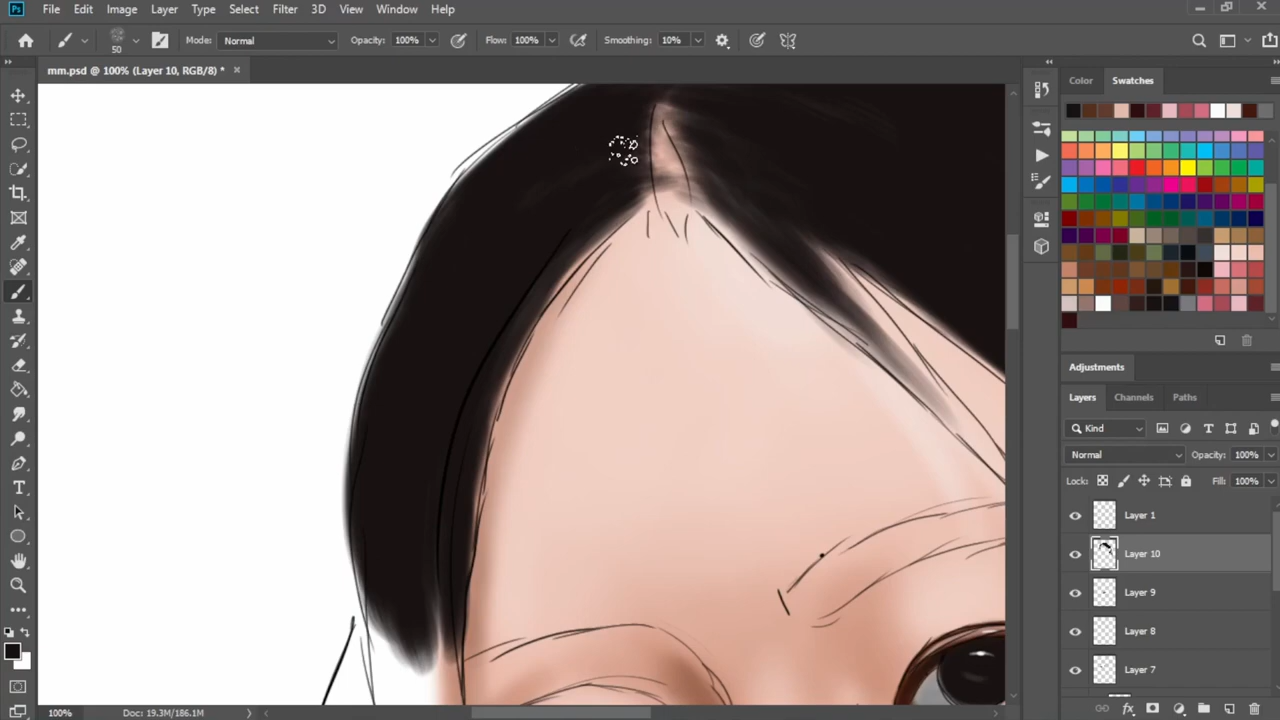 Ps File Edit Image Layer Type Select Filter 3D View Window Help
50 Mode: Normal Opacity: 100% Flow: 100% Smoothing: 10%
mm.psd @ 100% (Layer 10, RGB/8) *
Color Swatches
Adjustments
Layers Channels Paths
Kind
Normal Opacity: 100%
Lock: Fill: 100%
Layer 1
Layer 10
Layer 9
Layer 8
Layer 7
100% Doc: 19.3M/186.1M